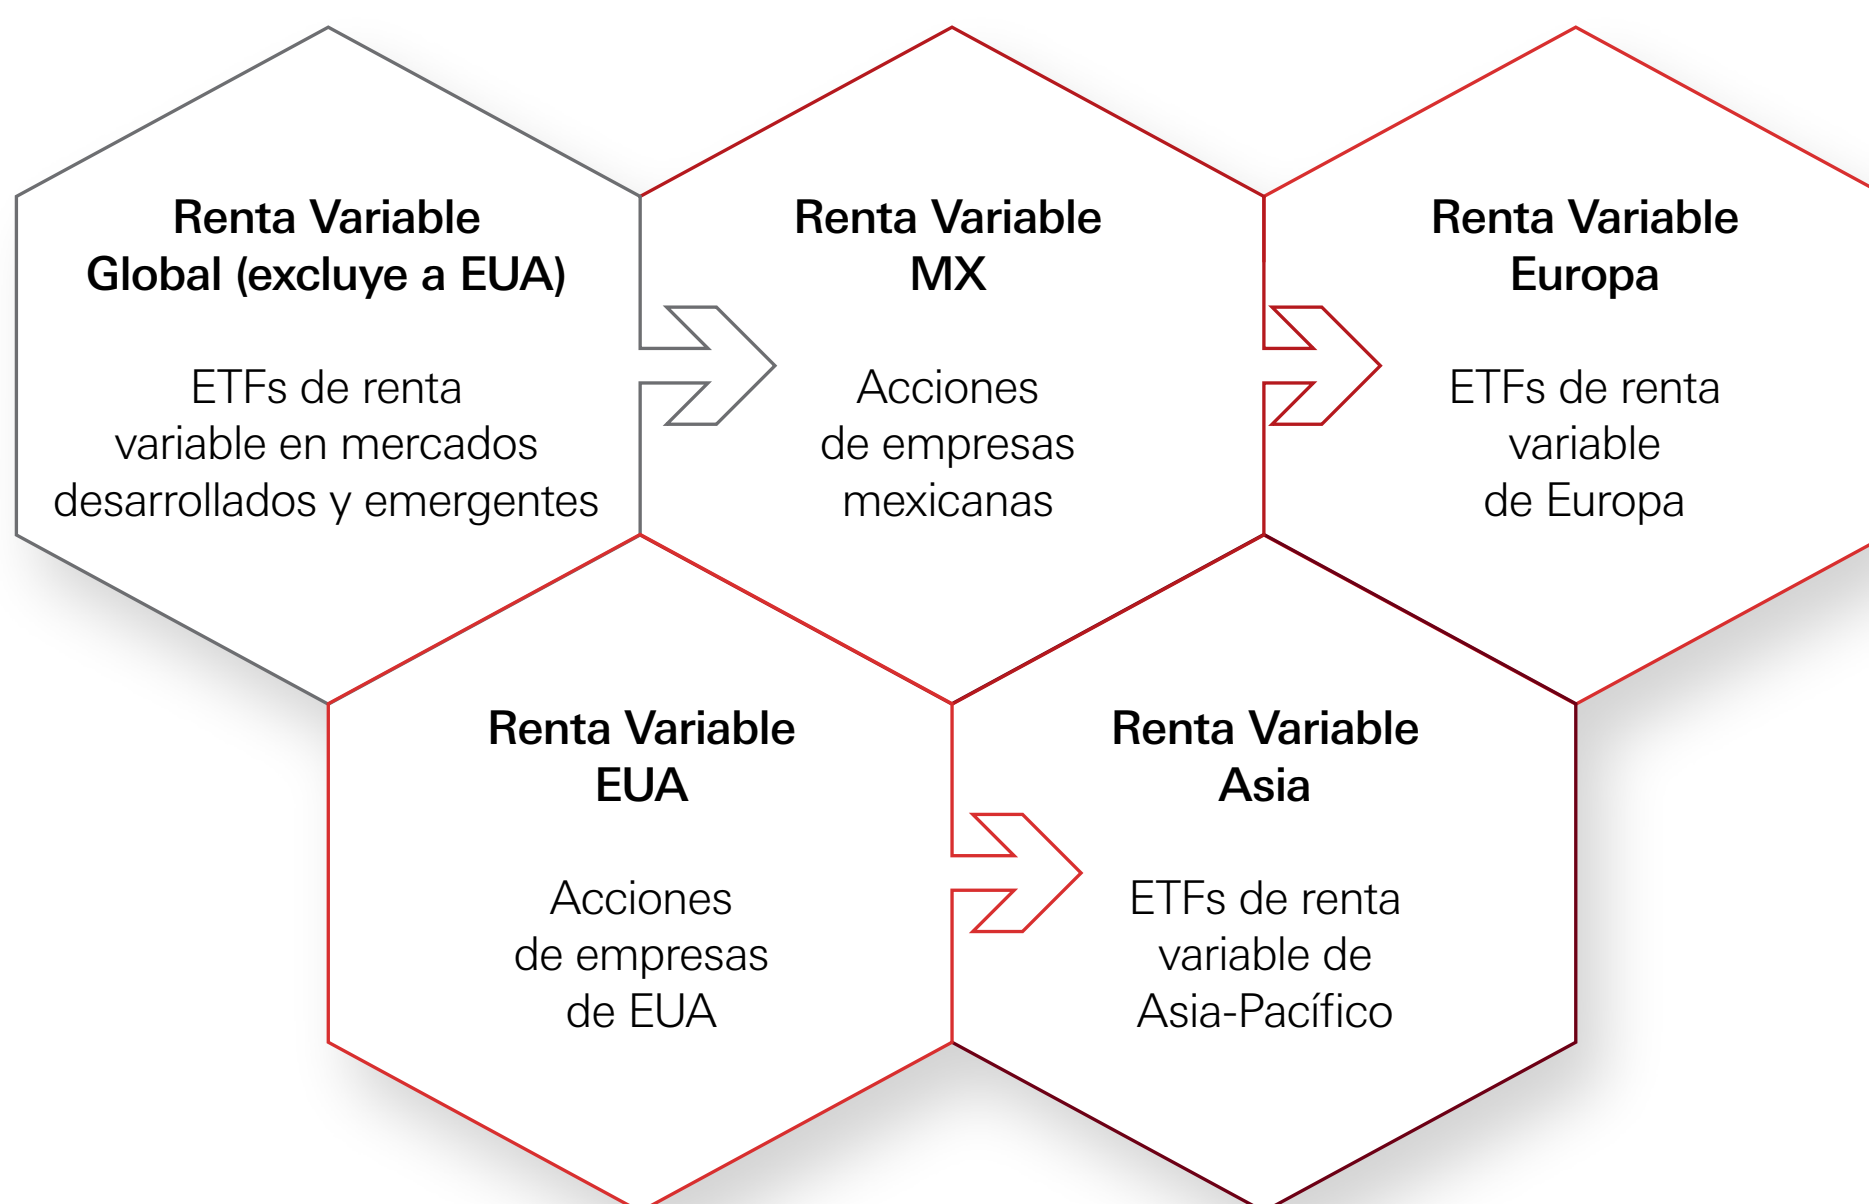 Renta Variable
Global (excluye a EUA)
ETFs de renta
variable en mercados
desarrollados y emergentes
Renta Variable
MX
Acciones
de empresas
mexicanas
Renta Variable
Europa
ETFs de renta
variable
de Europa
Renta Variable
EUA
Acciones
de empresas
de EUA
Renta Variable
Asia
ETFs de renta
variable de
Asia-Pacífico